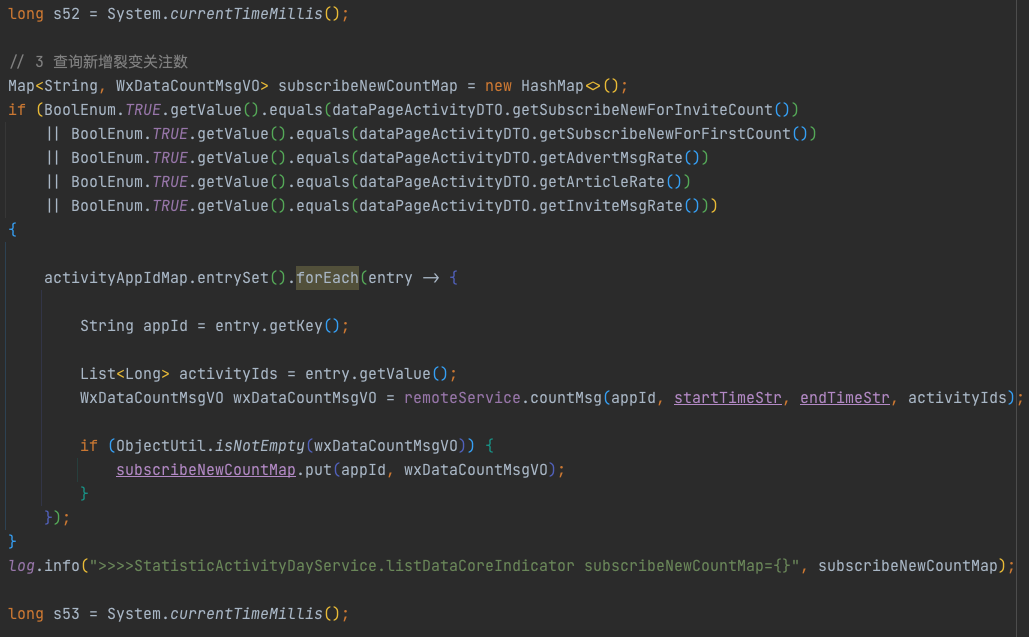 long s52 = System.currentTimeMillis();
// 3 查询新增裂变关注数
Map<String, WxDataCountMsgVO> subscribeNewCountMap = new HashMap<>();
if (BoolEnum.TRUE.getValue().equals(dataPageActivityDTO.getSubscribeNewForInviteCount())
|| BoolEnum.TRUE.getValue().equals(dataPageActivityDTO.getSubscribeNewForFirstCount())
|| BoolEnum.TRUE.getValue().equals(dataPageActivityDTO.getAdvertMsgRate())
|| BoolEnum.TRUE.getValue().equals(dataPageActivityDTO.getArticleRate())
|| BoolEnum.TRUE.getValue().equals(dataPageActivityDTO.getInviteMsgRate()))
{
activityAppIdMap.entrySet().forEach(entry -> {
String appId = entry.getKey();
List<Long> activityIds = entry.getValue();
WxDataCountMsgVO wxDataCountMsgVO = remoteService.countMsg(appId, startTimeStr, endTimeStr, activityIds);
if (ObjectUtil.isNotEmpty(wxDataCountMsgVO)) {
subscribeNewCountMap.put(appId, wxDataCountMsgVO);
}
});
}
log.info(">>>>StatisticActivityDayService.listDataCoreIndicator subscribeNewCountMap={}", subscribeNewCountMap);
long s53 = System.currentTimeMillis();